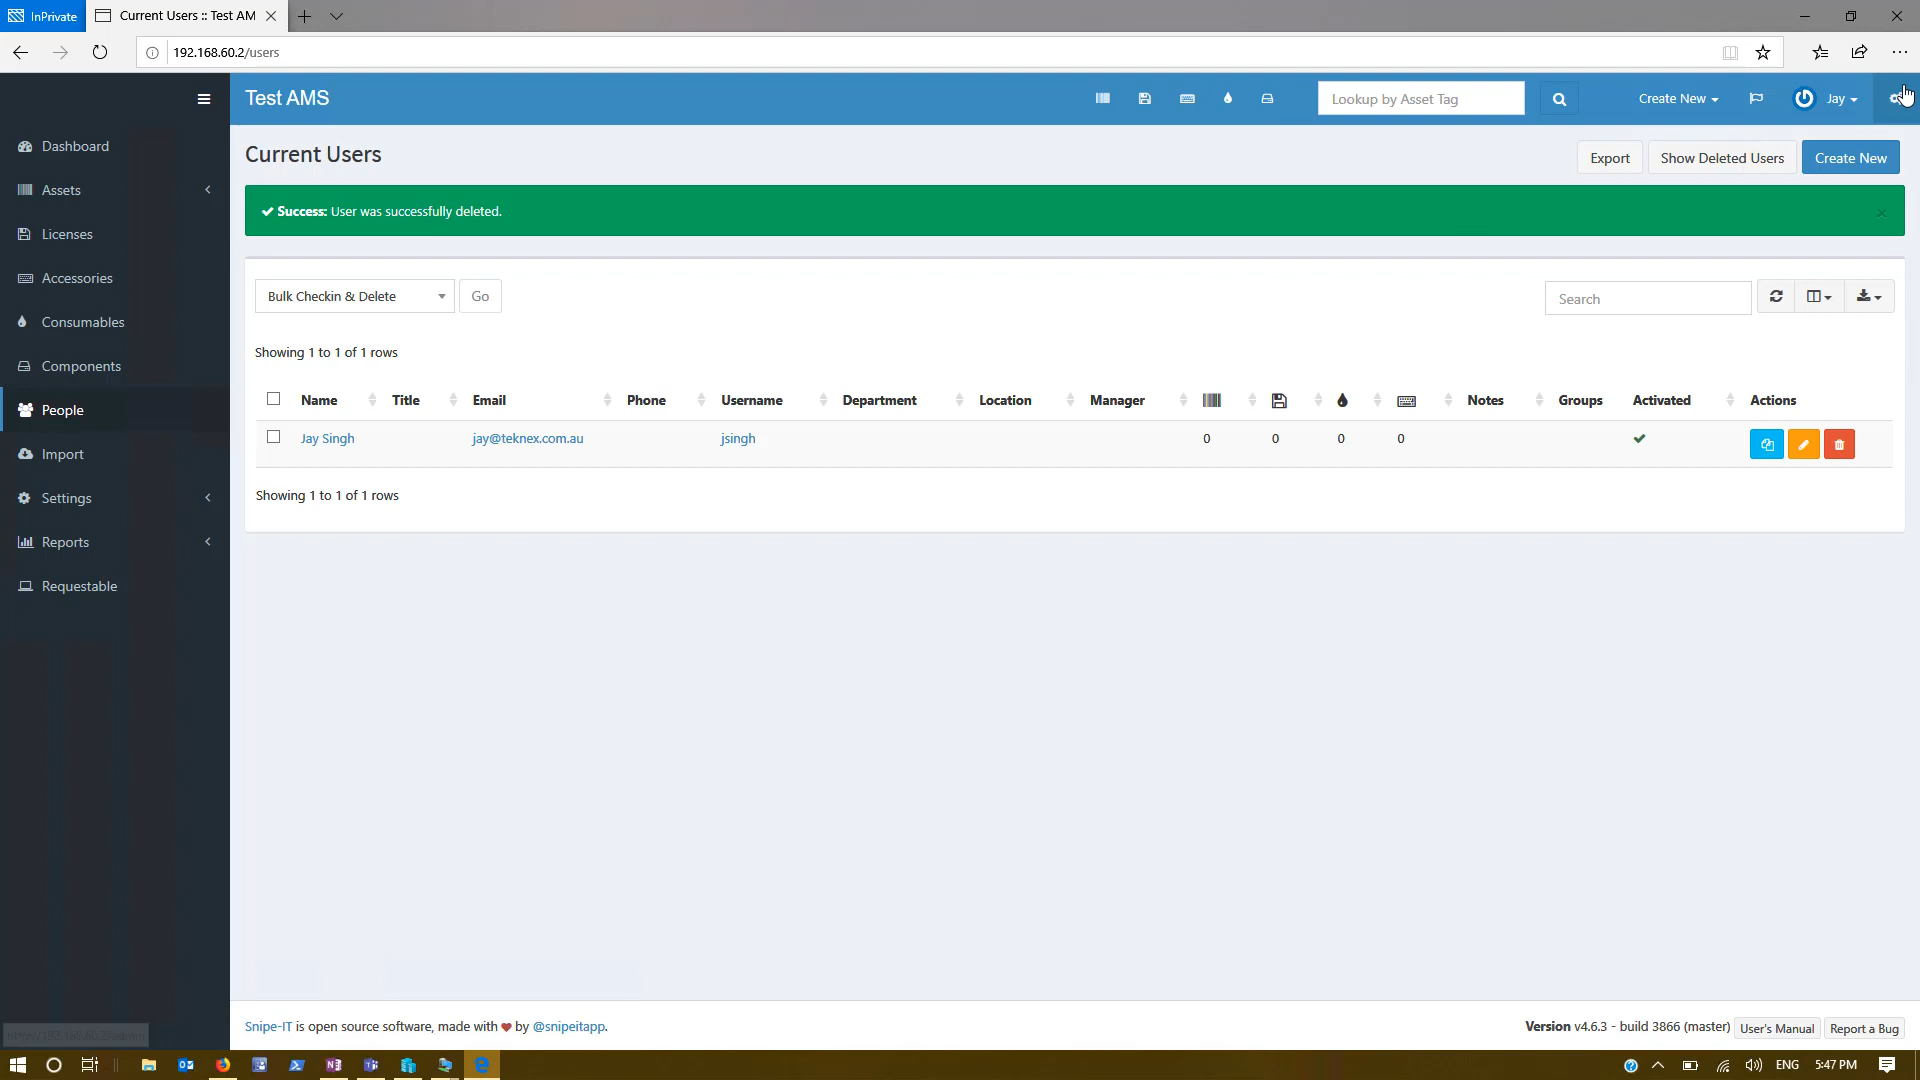 InPrivate
Current Users :: Test AM
192.168.60.2/users
Test AMS
Lookup by Asset Tag
Create New
Jay
Dashboard
Assets
Licenses
Accessories
Consumables
Components
People
Import
Settings
Reports
Requestable
Current Users
Export
Show Deleted Users
Create New
Success: User was successfully deleted.
Bulk Checkin & Delete
Go
Search
Showing 1 to 1 of 1 rows
Name Title Email Phone Username Department Location Manager Notes Groups Activated Actions
Jay Singh jay@teknex.com.au jsingh 0 0 0 0
Showing 1 to 1 of 1 rows
Snipe-IT is open source software, made with by @snipeitapp.
Version v4.6.3 - build 3866 (master)
User's Manual
Report a Bug
ENG
5:47 PM